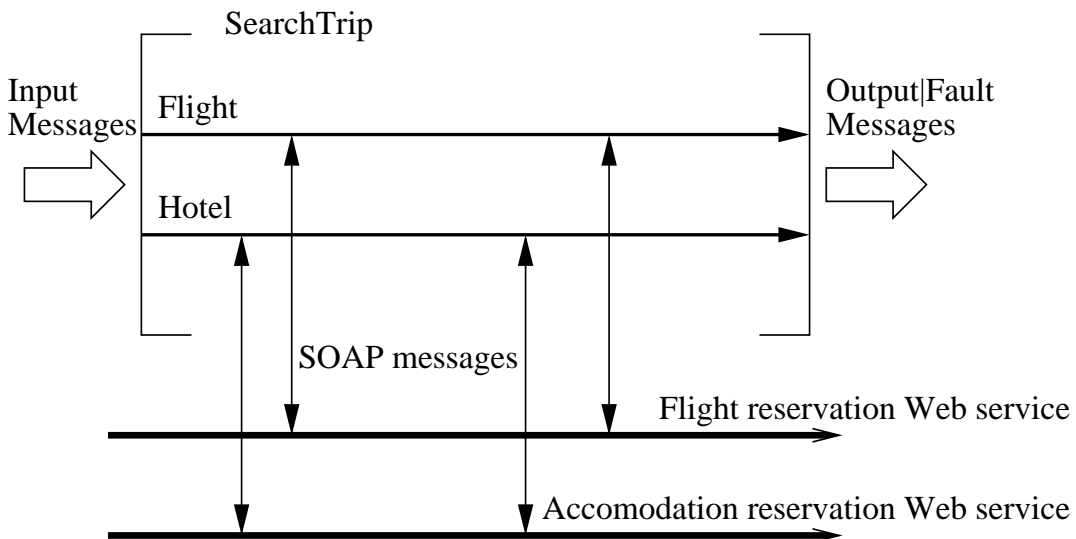 SearchTrip
Input
Messages
Flight
Output|Fault
Messages
Hotel
SOAP messages
Flight reservation Web service
Accomodation reservation Web service